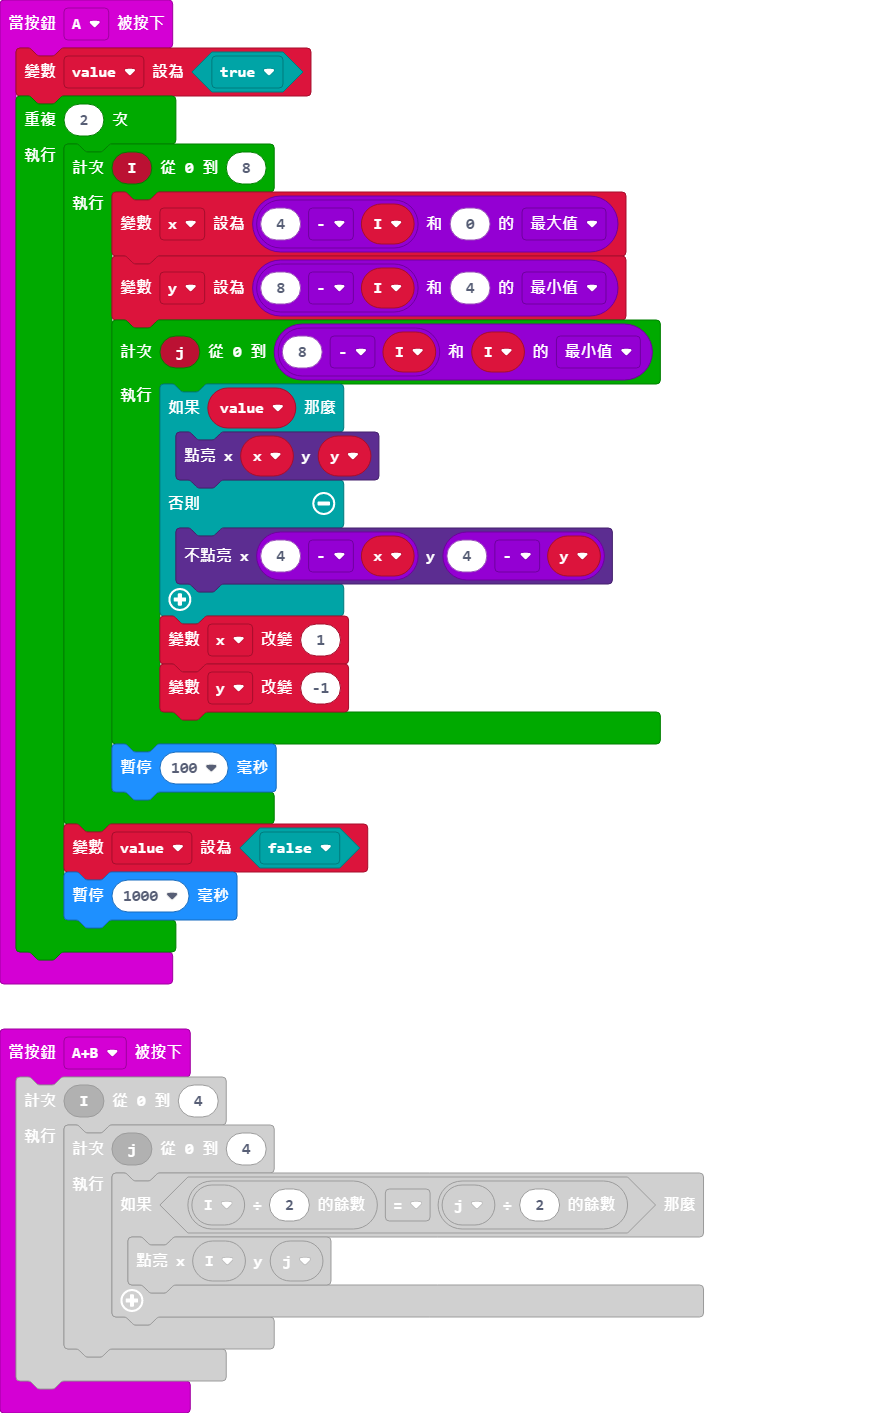 當按鈕 A 被按下
變數 value 設為 true
重複 2 次
執行
計次 I 從 0 到 8
執行
變數 x 設為 4 - I 和 0 的 最大值
變數 y 設為 8 - I 和 4 的 最小值
計次 j 從 0 到 8 - I 和 I 的 最小值
執行
如果 value 那麼
點亮 x x y y
否則
不點亮 x 4 - x y 4 - y
變數 x 改變 1
變數 y 改變 -1
暫停 100 毫秒
變數 value 設為 false
暫停 1000 毫秒
當按鈕 A+B 被按下
計次 I 從 0 到 4
執行
計次 j 從 0 到 4
執行
如果 I ÷ 2 的餘數 = j ÷ 2 的餘數 那麼
點亮 x I y j